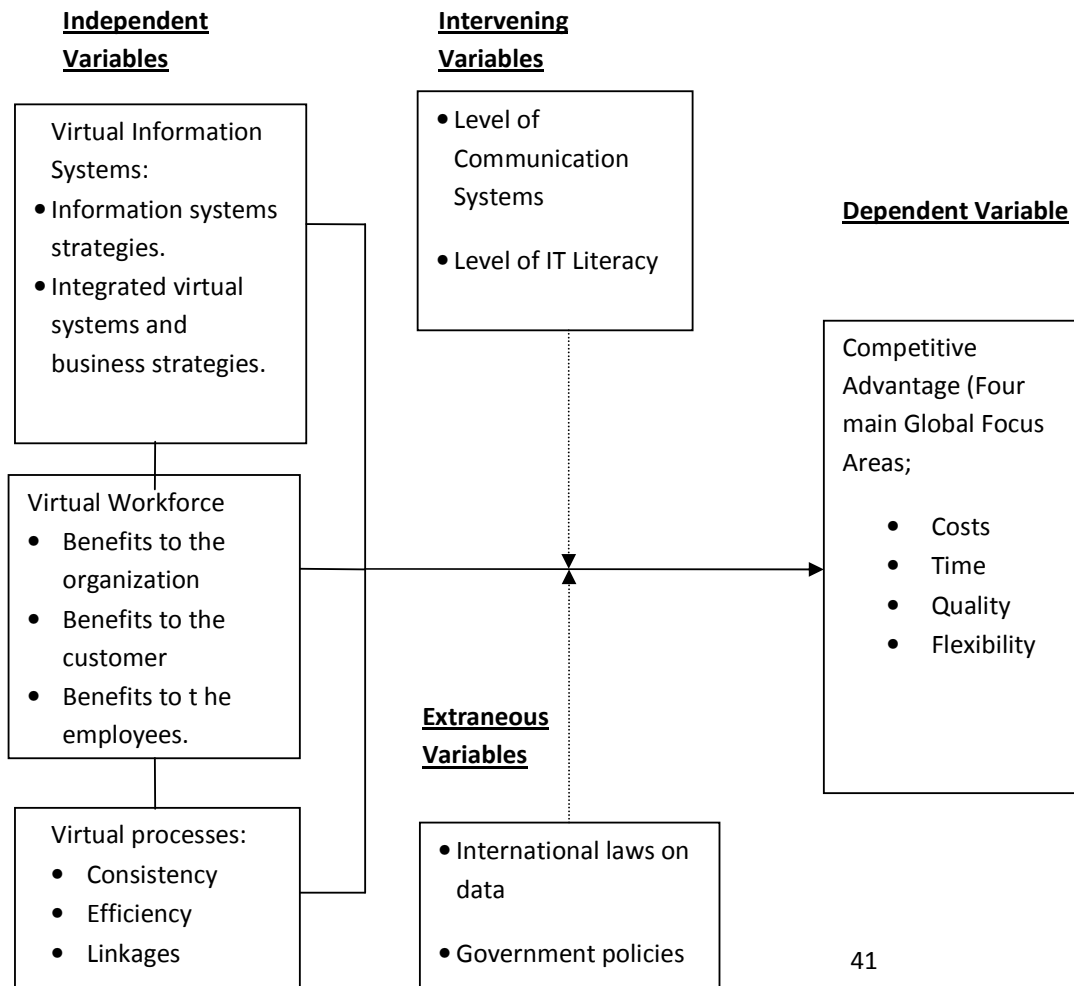 Independent
Variables
Virtual Information
Systems:
• Information systems
strategies.
• Integrated virtual
systems and
business strategies.
Virtual Workforce
• Benefits to the
organization
• Benefits to the
customer
• Benefits to t he
employees.
Virtual processes:
• Consistency
• Efficiency
• Linkages
Intervening
Variables
• Level of
Communication
Systems
• Level of IT Literacy
Extraneous
Variables
• International laws on
data
• Government policies
Dependent Variable
Competitive
Advantage (Four
main Global Focus
Areas;
• Costs
• Time
• Quality
• Flexibility
41